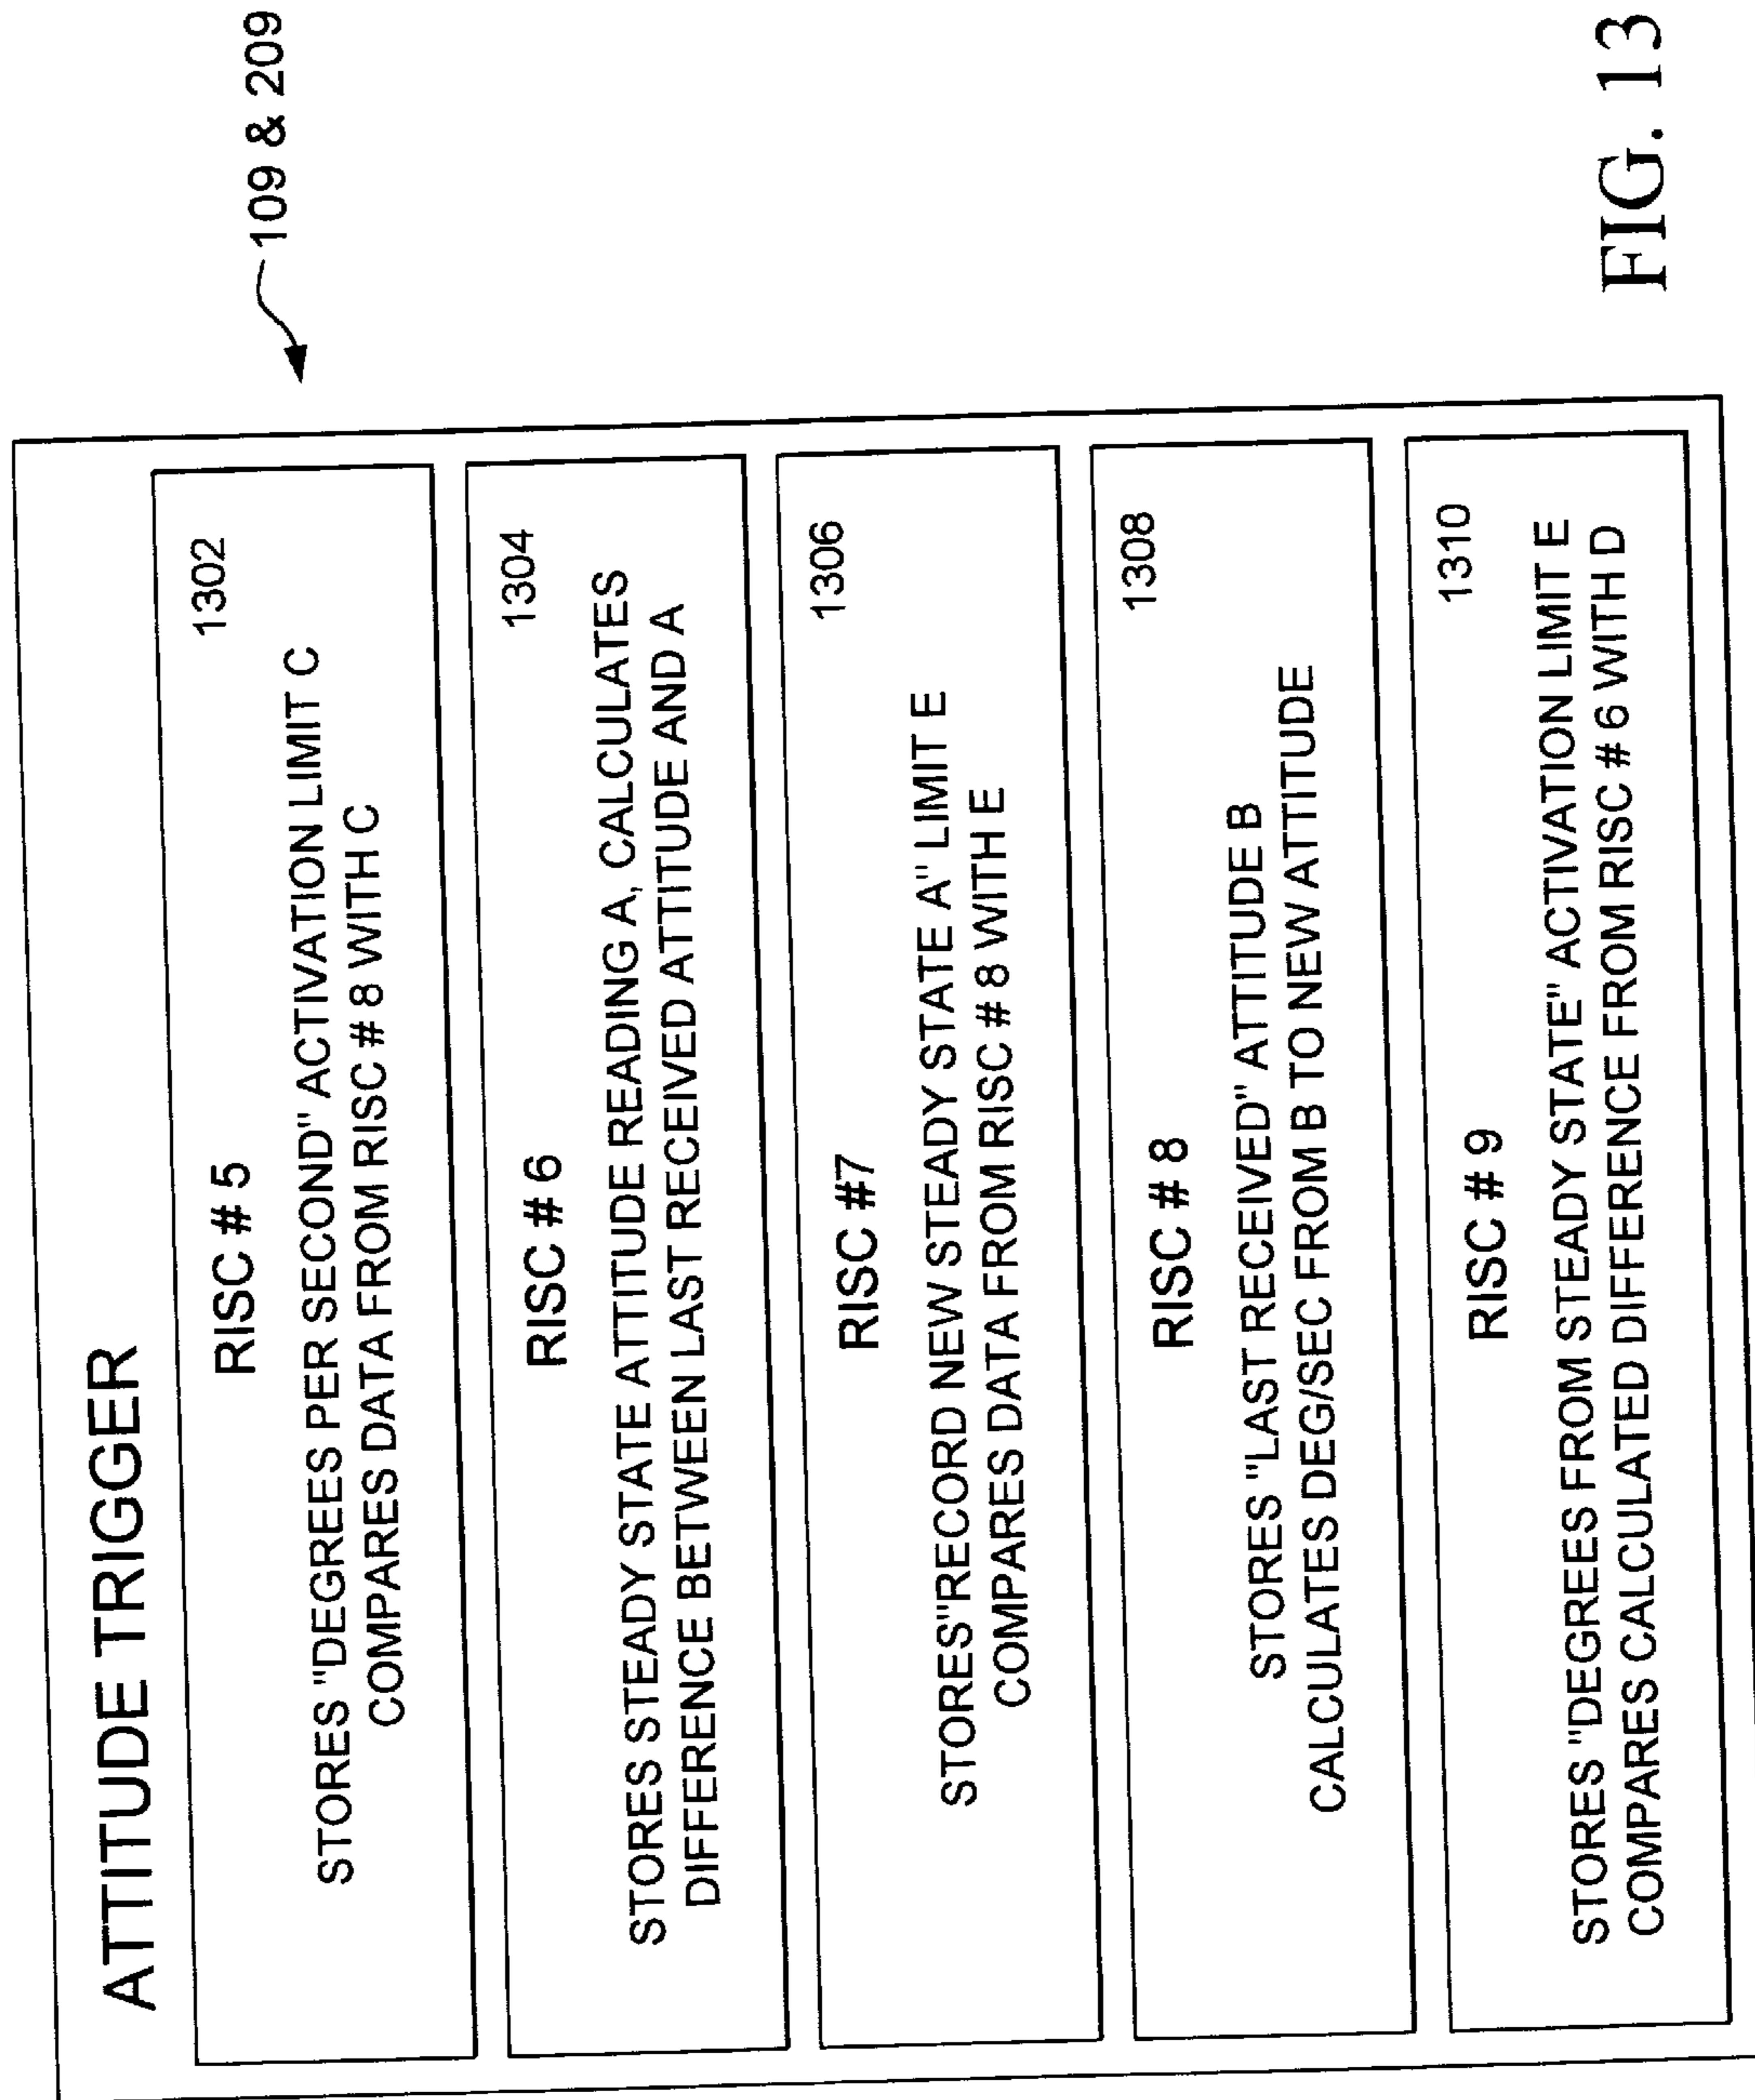 ATTITUDE TRIGGER
109 & 209
1302
RISC # 5
STORES "DEGREES PER SECOND" ACTIVATION LIMIT C
COMPARES DATA FROM RISC # 8 WITH C
1304
RISC # 6
STORES STEADY STATE ATTITUDE READING A, CALCULATES
DIFFERENCE BETWEEN LAST RECEIVED ATTITUDE AND A
1306
RISC #7
STORES"RECORD NEW STEADY STATE A" LIMIT E
COMPARES DATA FROM RISC # 8 WITH E
1308
RISC # 8
STORES "LAST RECEIVED" ATTITUDE B
CALCULATES DEG/SEC FROM B TO NEW ATTITUDE
1310
RISC # 9
STORES "DEGREES FROM STEADY STATE" ACTIVATION LIMIT E
COMPARES CALCULATED DIFFERENCE FROM RISC # 6 WITH D
FIG. 13